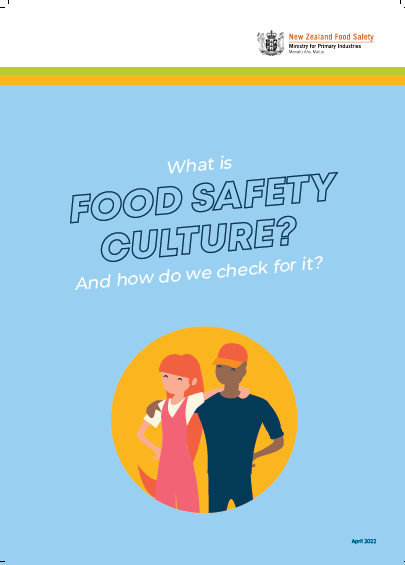 New Zealand Food Safety
Ministry for Primary Industries
Manatū Ahu Matua
What is
FOOD SAFETY
CULTURE?
And how do we check for it?
April 2022